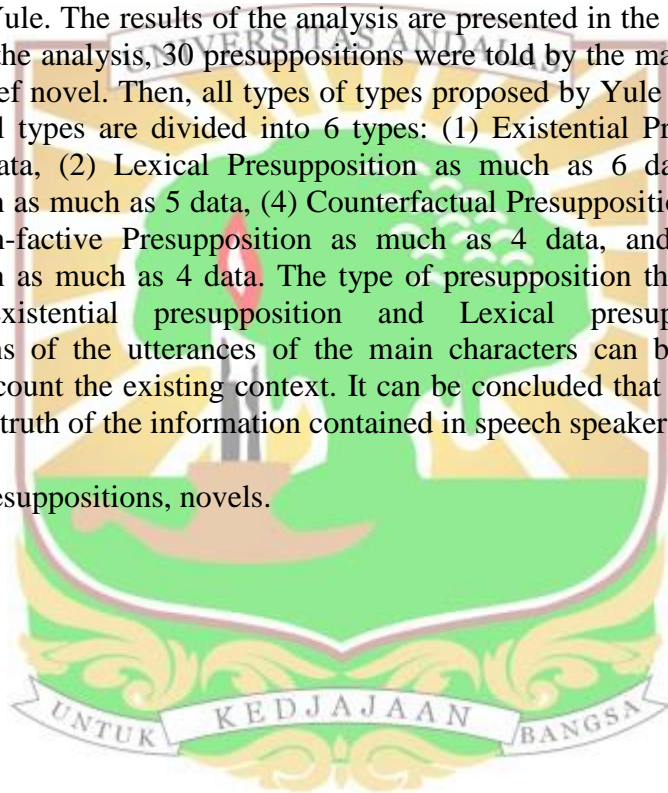 Yule. The results of the analysis are presented in the
the analysis, 30 presuppositions were told by the ma
ef novel. Then, all types of types proposed by Yule
l types are divided into 6 types: (1) Existential Pr
ata, (2) Lexical Presupposition as much as 6 da
n as much as 5 data, (4) Counterfactual Presuppositio
n-factive Presupposition as much as 4 data, and
n as much as 4 data. The type of presupposition th
xistential presupposition and Lexical presup
ns of the utterances of the main characters can b
count the existing context. It can be concluded that
truth of the information contained in speech speaker
esuppositions, novels.
UNIVERSITAS ANDALAS
UNTUK KEDJAJAAN BANGSA